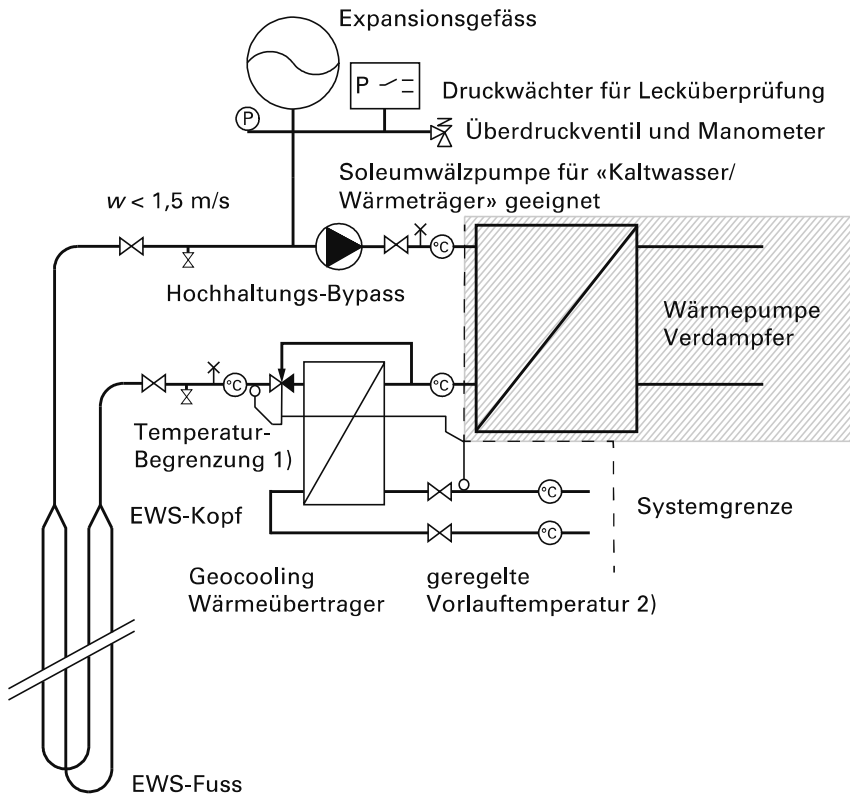 Expansionsgefäss
P
Druckwächter für Lecküberprüfung
P
Überdruckventil und Manometer
Soleumwälzpumpe für «Kaltwasser/
Wärmeträger» geeignet
w < 1,5 m/s
°C
Hochhaltungs-Bypass
Wärmepumpe
Verdampfer
°C
°C
Temperatur-
Begrenzung 1)
°C
EWS-Kopf
Systemgrenze
°C
Geocooling
Wärmeübertrager
geregelte
Vorlauftemperatur 2)
EWS-Fuss